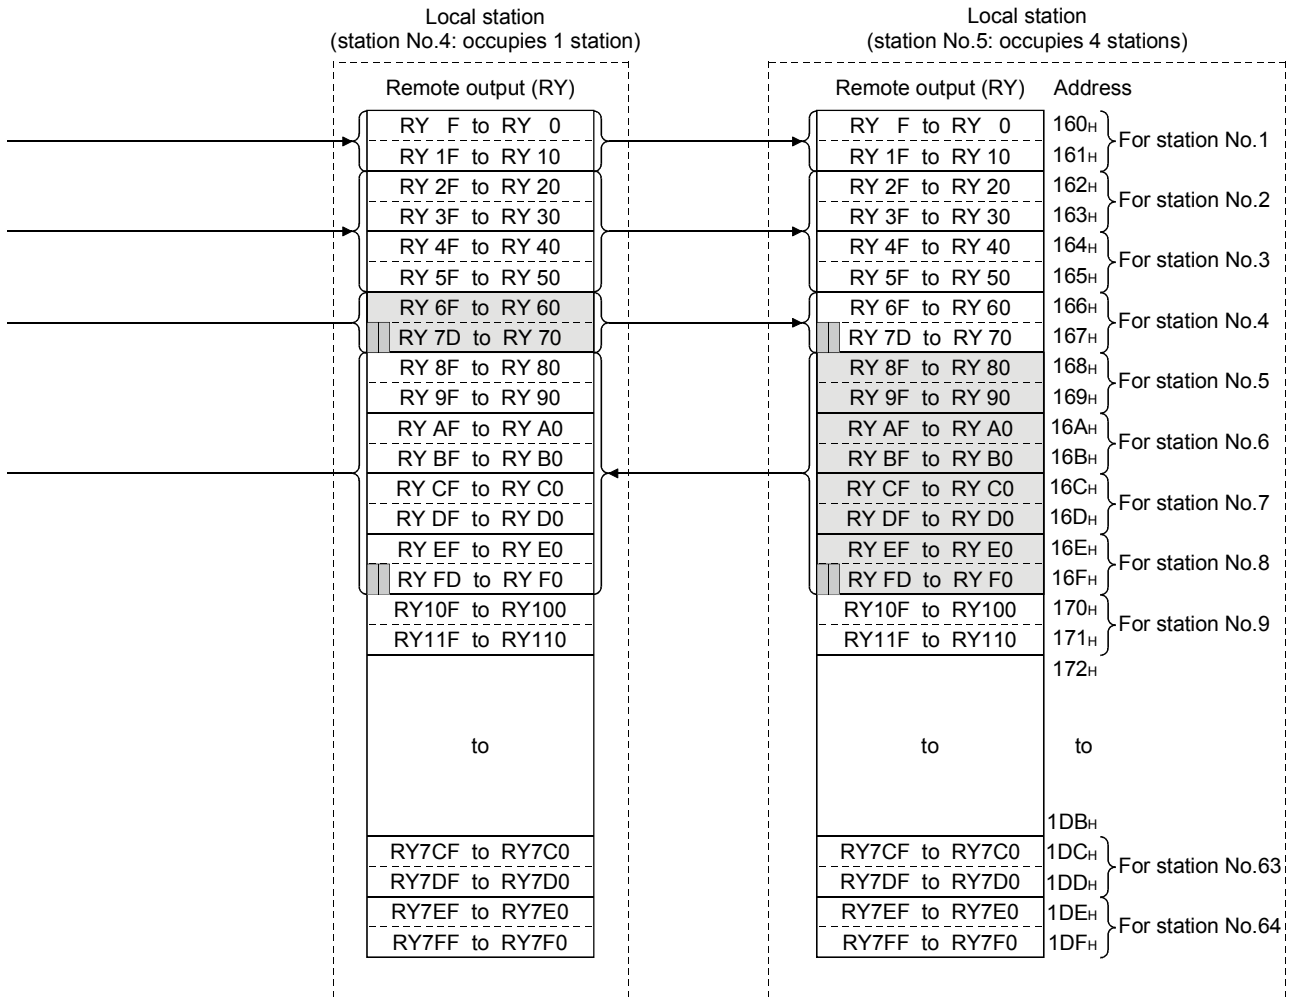 Local station
(station No.4: occupies 1 station)
Local station
(station No.5: occupies 4 stations)
Remote output (RY)
Remote output (RY) Address
RY F to RY 0
RY F to RY 0 160H
For station No.1
RY 1F to RY 10
RY 1F to RY 10 161H
RY 2F to RY 20
RY 2F to RY 20 162H
For station No.2
RY 3F to RY 30
RY 3F to RY 30 163H
RY 4F to RY 40
RY 4F to RY 40 164H
For station No.3
RY 5F to RY 50
RY 5F to RY 50 165H
RY 6F to RY 60
RY 6F to RY 60 166H
For station No.4
RY 7D to RY 70
RY 7D to RY 70 167H
RY 8F to RY 80
RY 8F to RY 80 168H
For station No.5
RY 9F to RY 90
RY 9F to RY 90 169H
RY AF to RY A0
RY AF to RY A0 16AH
For station No.6
RY BF to RY B0
RY BF to RY B0 16BH
RY CF to RY C0
RY CF to RY C0 16CH
For station No.7
RY DF to RY D0
RY DF to RY D0 16DH
RY EF to RY E0
RY EF to RY E0 16EH
For station No.8
RY FD to RY F0
RY FD to RY F0 16FH
RY10F to RY100
RY10F to RY100 170H
For station No.9
RY11F to RY110
RY11F to RY110 171H
172H
to
to to
1DBH
RY7CF to RY7C0
RY7CF to RY7C0 1DCH
For station No.63
RY7DF to RY7D0
RY7DF to RY7D0 1DDH
RY7EF to RY7E0
RY7EF to RY7E0 1DEH
For station No.64
RY7FF to RY7F0
RY7FF to RY7F0 1DFH